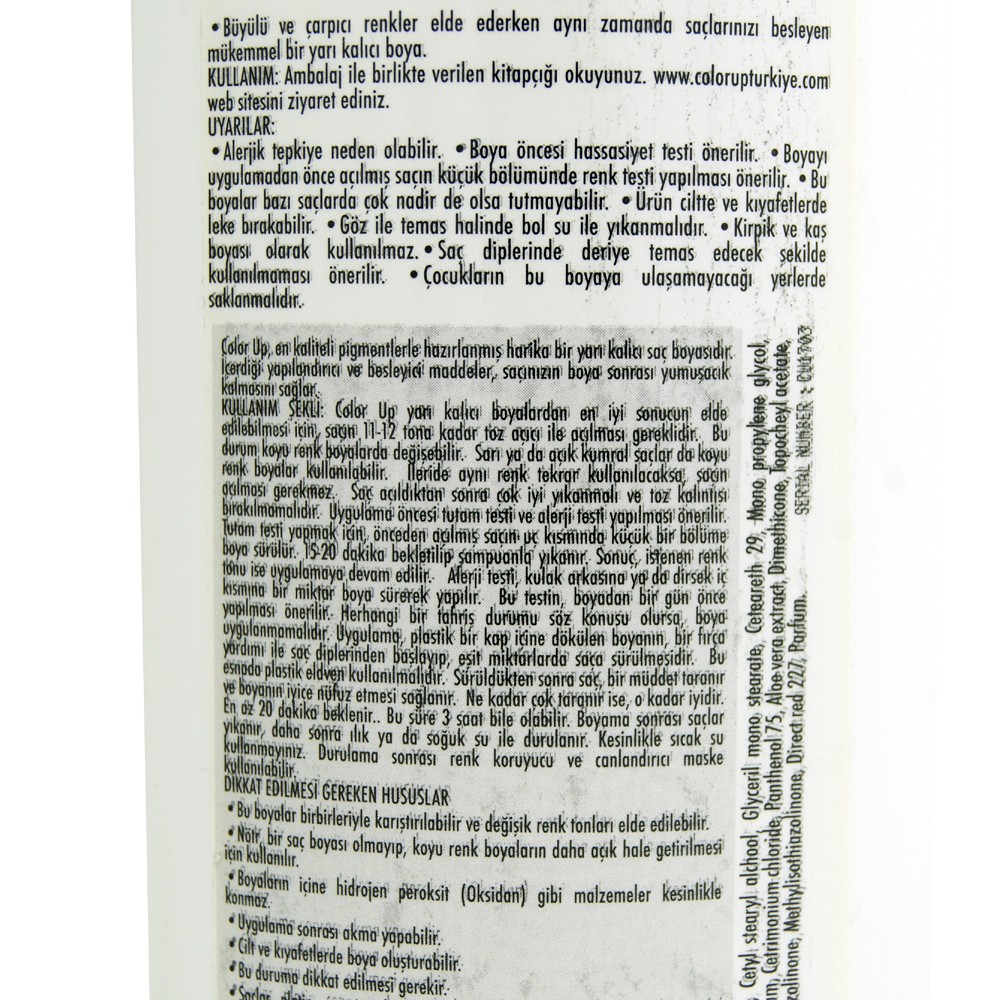 • Büyülü ve çarpıcı renkler elde ederken aynı zamanda saçlarınızı besleyen
mükemmel bir yarı kalıcı boya.
KULLANIM: Ambalaj ile birlikte verilen kitapçığı okuyunuz. www.colorupturkiye.com
web sitesini ziyaret ediniz.
UYARILAR:
• Alerjik tepkiye neden olabilir. • Boya öncesi hassasiyet testi önerilir. • Boyayı
uygulamadan önce açılmış saçın küçük bölümünde renk testi yapılması önerilir. • Bu
boyalar bazı saçlarda çok nadir de olsa tutmayabilir. • Ürün ciltte ve kıyafetlerde
leke bırakabilir. • Göz ile temas halinde bol su ile yıkanmalıdır. • Kirpik ve kaş
boyası olarak kullanılmaz. • Saç diplerinde deriye temas edecek şekilde
kullanılmaması önerilir. • Çocukların bu boyaya ulaşamayacağı yerlerde
saklanmalıdır.
Color Up, en kaliteli pigmentlerle hazırlanmış harika bir yarı kalıcı saç boyasıdır.
İçerdiği yapılandırıcı ve besleyici maddeler, saçınızın boya sonrası yumuşacık
kalmasını sağlar.
KULLANIM ŞEKLİ: Color Up yarı kalıcı boyalardan en iyi sonucun elde
edilebilmesi için, saçın 11-12 tona kadar toz açıcı ile açılması gereklidir. Bu
durum koyu renk boyalarda değişebilir. Sarı ya da açık kumral saçlar da koyu
renk boyalar kullanılabilir. İleride aynı renk tekrar kullanılacaksa, saçın
açılması gerekmez. Saç açıldıktan sonra çok iyi yıkanmalı ve toz kalıntısı
bırakılmamalıdır. Uygulama öncesi tutam testi ve alerji testi yapılması önerilir.
Tutam testi yapmak için, önceden açılmış saçın uç kısmında küçük bir bölüme
boya sürülür. 15-20 dakika bekletilip şampuanla yıkanır. Sonuç, istenen renk
tonu ise uygulamaya devam edilir. Alerji testi, kulak arkasına ya da dirsek iç
kısmına bir miktar boya sürerek yapılır. Bu testin, boyadan bir gün önce
yapılması önerilir. Herhangi bir tahriş durumu söz konusu olursa, boya
uygulanmamalıdır. Uygulama, plastik bir kap içine dökülen boyanın, bir fırça
yardımı ile saç diplerinden başlayıp, eşit miktarlarda saça sürülmesidir. Bu
esnada plastik eldiven kullanılmalıdır. Sürüldükten sonra saç, bir müddet taranır
ve boyanın iyice nüfuz etmesi sağlanır. Ne kadar çok taranır ise, o kadar iyidir.
En az 20 dakika beklenir.. Bu süre 3 saat bile olabilir. Boyama sonrası saçlar
yıkanır, daha sonra ılık ya da soğuk su ile durulanır. Kesinlikle sıcak su
kullanmayınız. Durulama sonrası renk koruyucu ve canlandırıcı maske
kullanılabilir.
DİKKAT EDİLMESİ GEREKEN HUSUSLAR
• Bu boyalar birbirleriyle karıştırılabilir ve değişik renk tonları elde edilebilir.
• Nötr, bir saç boyası olmayıp, koyu renk boyaların daha açık hale getirilmesi
için kullanılır.
• Boyaların içine hidrojen peroksit (Oksidan) gibi malzemeler kesinlikle
konmaz.
• Uygulama sonrası akma yapabilir.
• Cilt ve kıyafetlerde boya oluşturabilir.
• Bu duruma dikkat edilmesi gerekir.
• Saçlar
Cetyl stearyl alchool, Glyceril mono stearate, Ceteareth 29, Mono propylene glycol,
Cetrimonium chloride, Panthenol 75, Aloe vera extract, Dimethicone, Topocheyl acetate,
Methylisothiazolinone, Direct red 227, Parfum.
SERIAL NUMBER : CU1703